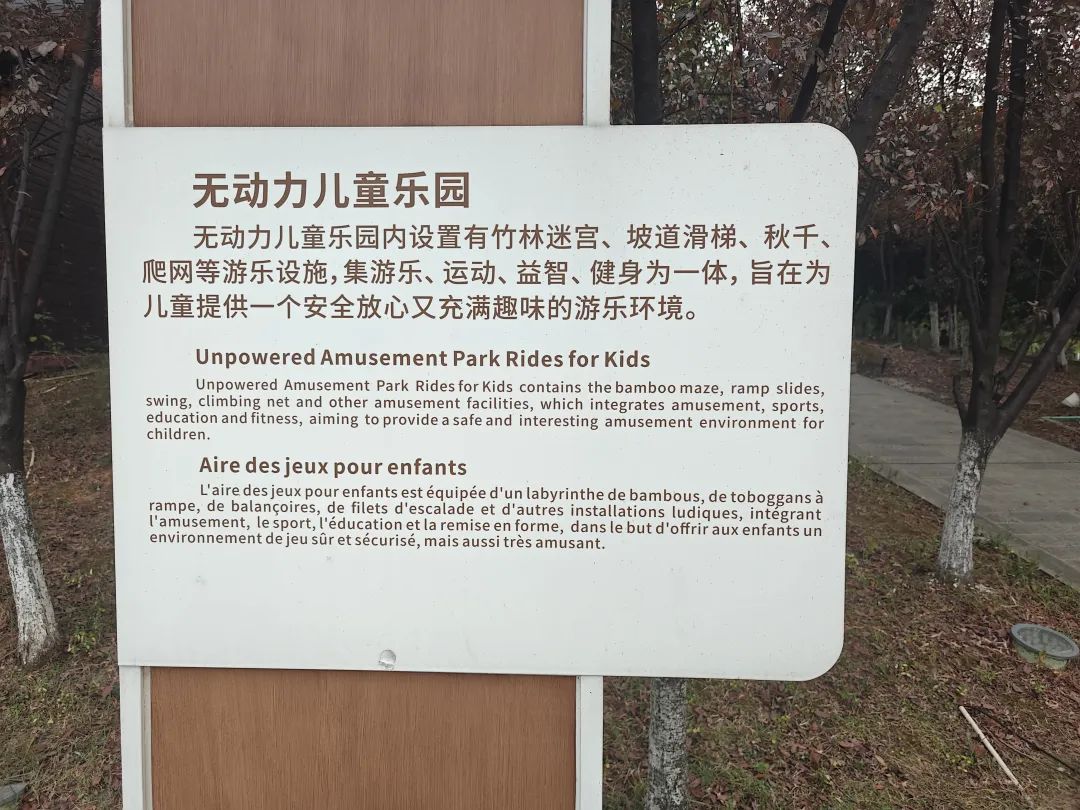 无动力儿童乐园
无动力儿童乐园内设置有竹林迷宫、坡道滑梯、秋千、
爬网等游乐设施，集游乐、运动、益智、健身为一体，旨在为
儿童提供一个安全放心又充满趣味的游乐环境。
Unpowered Amusement Park Rides for Kids
Unpowered Amusement Park Rides for Kids contains the bamboo maze, ramp slides,
swing, climbing net and other amusement facilities, which integrates amusement, sports,
education and fitness, aiming to provide a safe and interesting amusement environment for
children.
Aire des jeux pour enfants
L'aire des jeux pour enfants est équipée d'un labyrinthe de bambous, de toboggans à
rampe, de balançoires, de filets d'escalade et d'autres installations ludiques, intégrant
l'amusement, le sport, l'éducation et la remise en forme, dans le but d'offrir aux enfants un
environnement de jeu sûr et sécurisé, mais aussi très amusant.